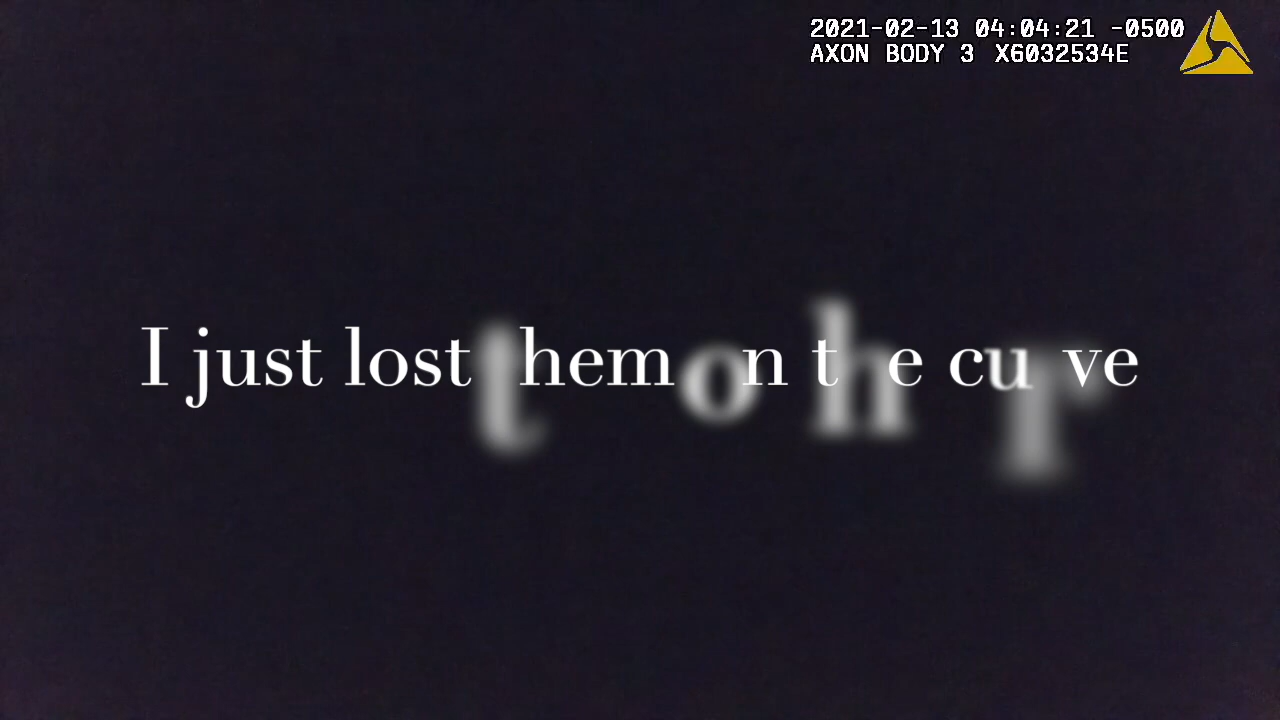 2021-02-13 04:04:21 -0500
AXON BODY 3 X6032534E
I just lost them on the curve